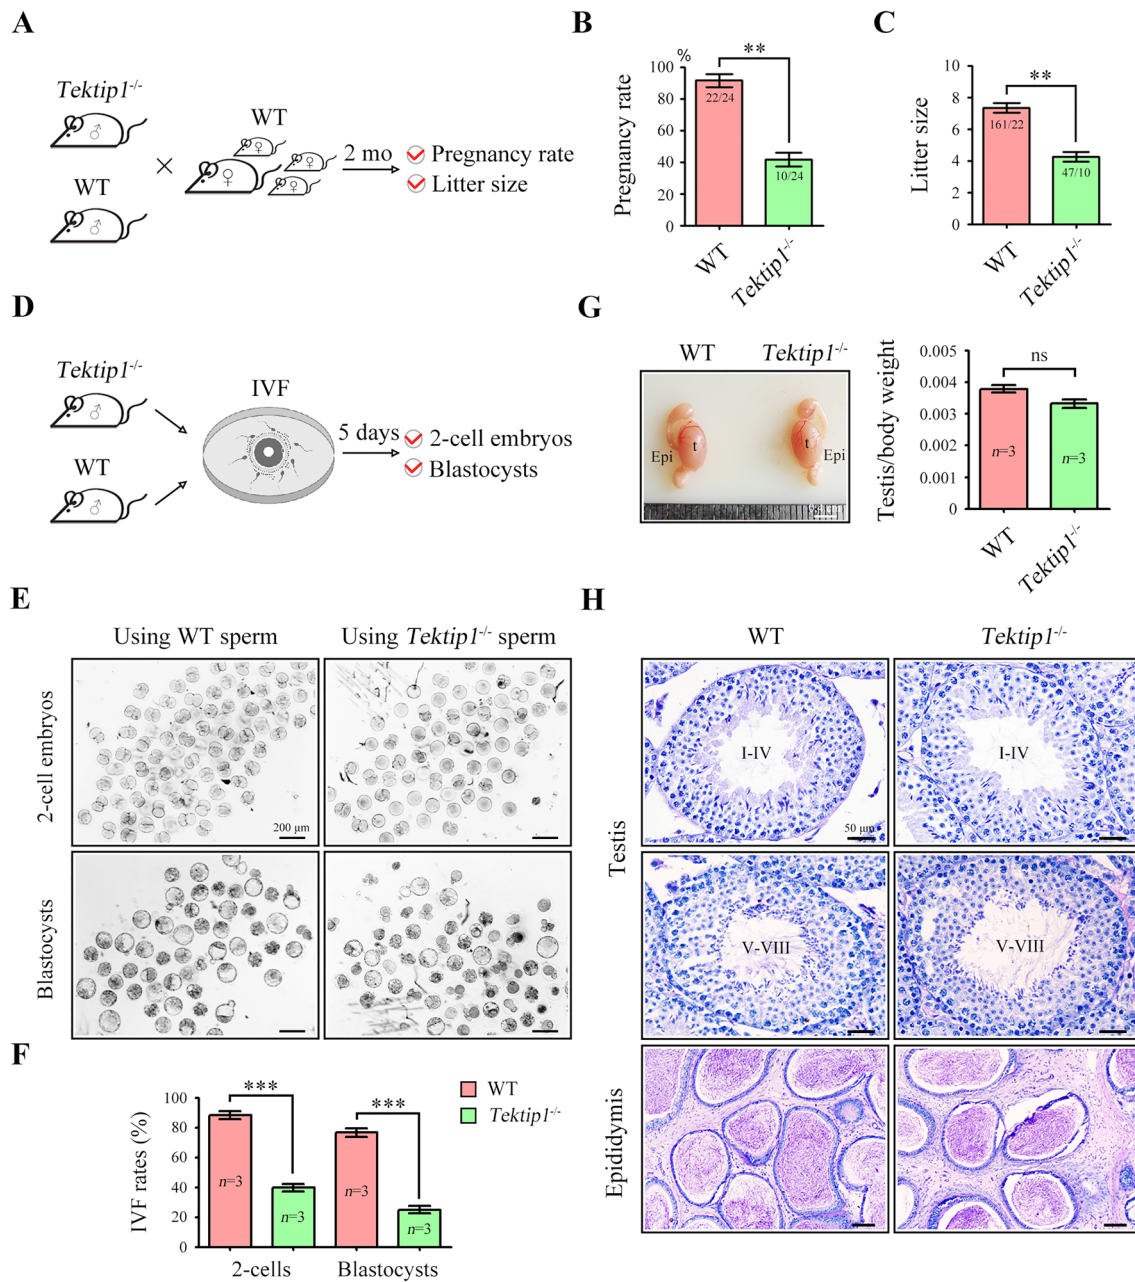 A
Tektip1-/-
♂
WT
♂
×
WT
♀
♀
♀
♀
2 mo
Pregnancy rate
Litter size
B
%
**
Pregnancy rate
100
80
60
40
20
0
22/24
10/24
WT
Tektip1-/-
C
**
Litter size
10
8
6
4
2
0
161/22
47/10
WT
Tektip1-/-
D
Tektip1-/-
♂
WT
♂
IVF
5 days
2-cell embryos
Blastocysts
G
WT
Tektip1-/-
Epi
t
t
Epi
Testis/body weight
0.005
0.004
0.003
0.002
0.001
0
ns
n=3
n=3
WT
Tektip1-/-
E
Using WT sperm
Using Tektip1-/- sperm
2-cell embryos
200 μm
Blastocysts
F
IVF rates (%)
100
80
60
40
20
0
***
***
n=3
n=3
n=3
n=3
2-cells
Blastocysts
WT
Tektip1-/-
H
WT
Tektip1-/-
Testis
I-IV
50 μm
I-IV
V-VIII
V-VIII
Epididymis